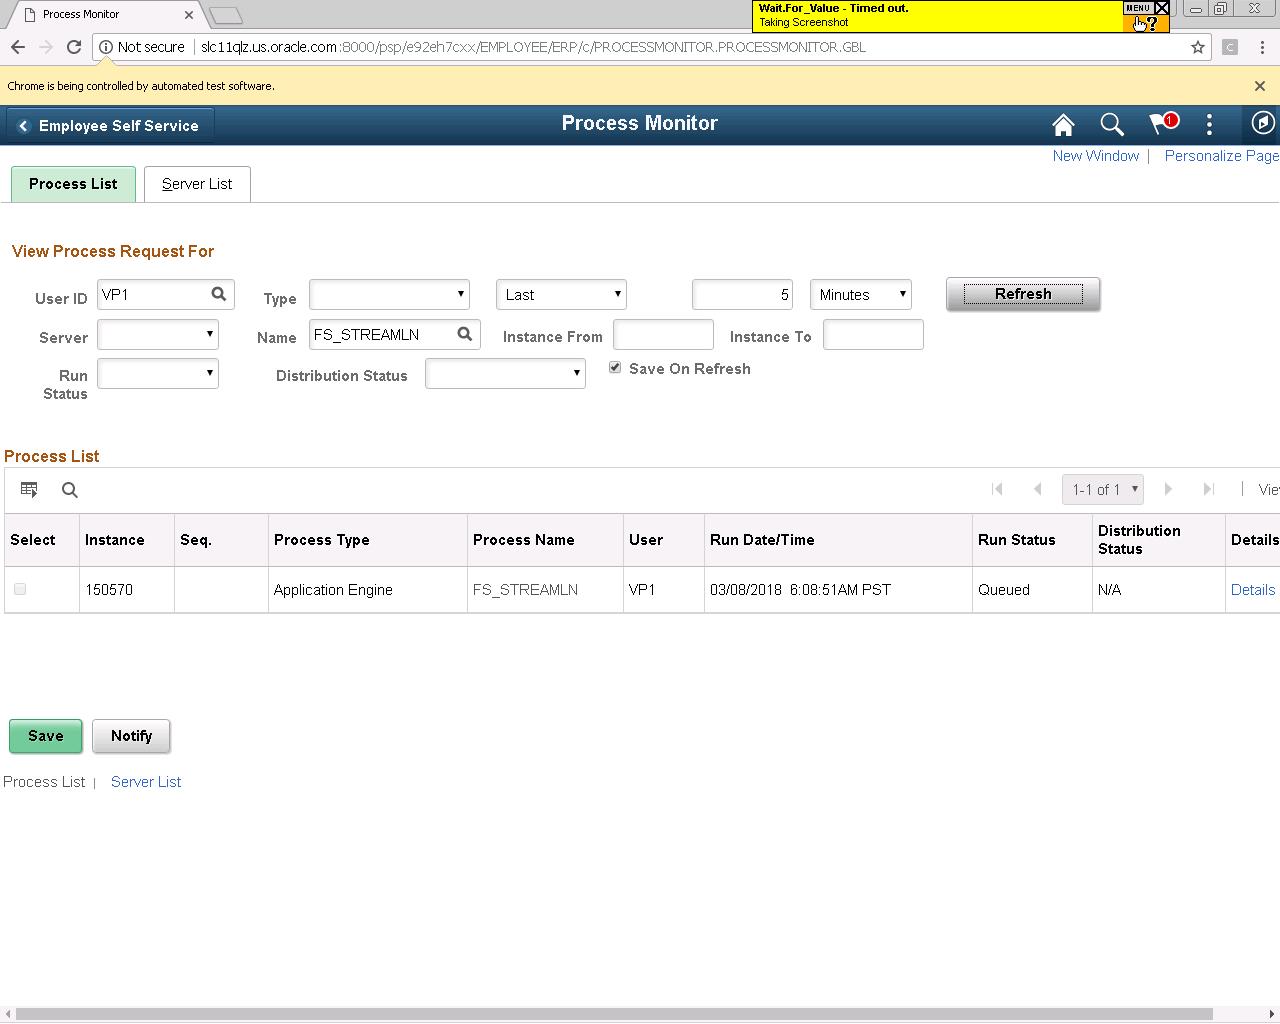 Process Monitor
Wait.For_Value - Timed out.
Taking Screenshot
MENU
?
Not secure | slc11qlz.us.oracle.com:8000/psp/e92eh7cxx/EMPLOYEE/ERP/c/PROCESSMONITOR.PROCESSMONITOR.GBL
C
Chrome is being controlled by automated test software.
Employee Self Service
Process Monitor
1
New Window | Personalize Page
Process List
Server List
View Process Request For
User ID VP1 Type Last 5 Minutes Refresh
Server Name FS_STREAMLN Instance From Instance To
Run Status Distribution Status Save On Refresh
Process List
1-1 of 1 | Vie
Select Instance Seq. Process Type Process Name User Run Date/Time Run Status Distribution Status Details
150570 Application Engine FS_STREAMLN VP1 03/08/2018 6:08:51AM PST Queued N/A Details
Save Notify
Process List | Server List